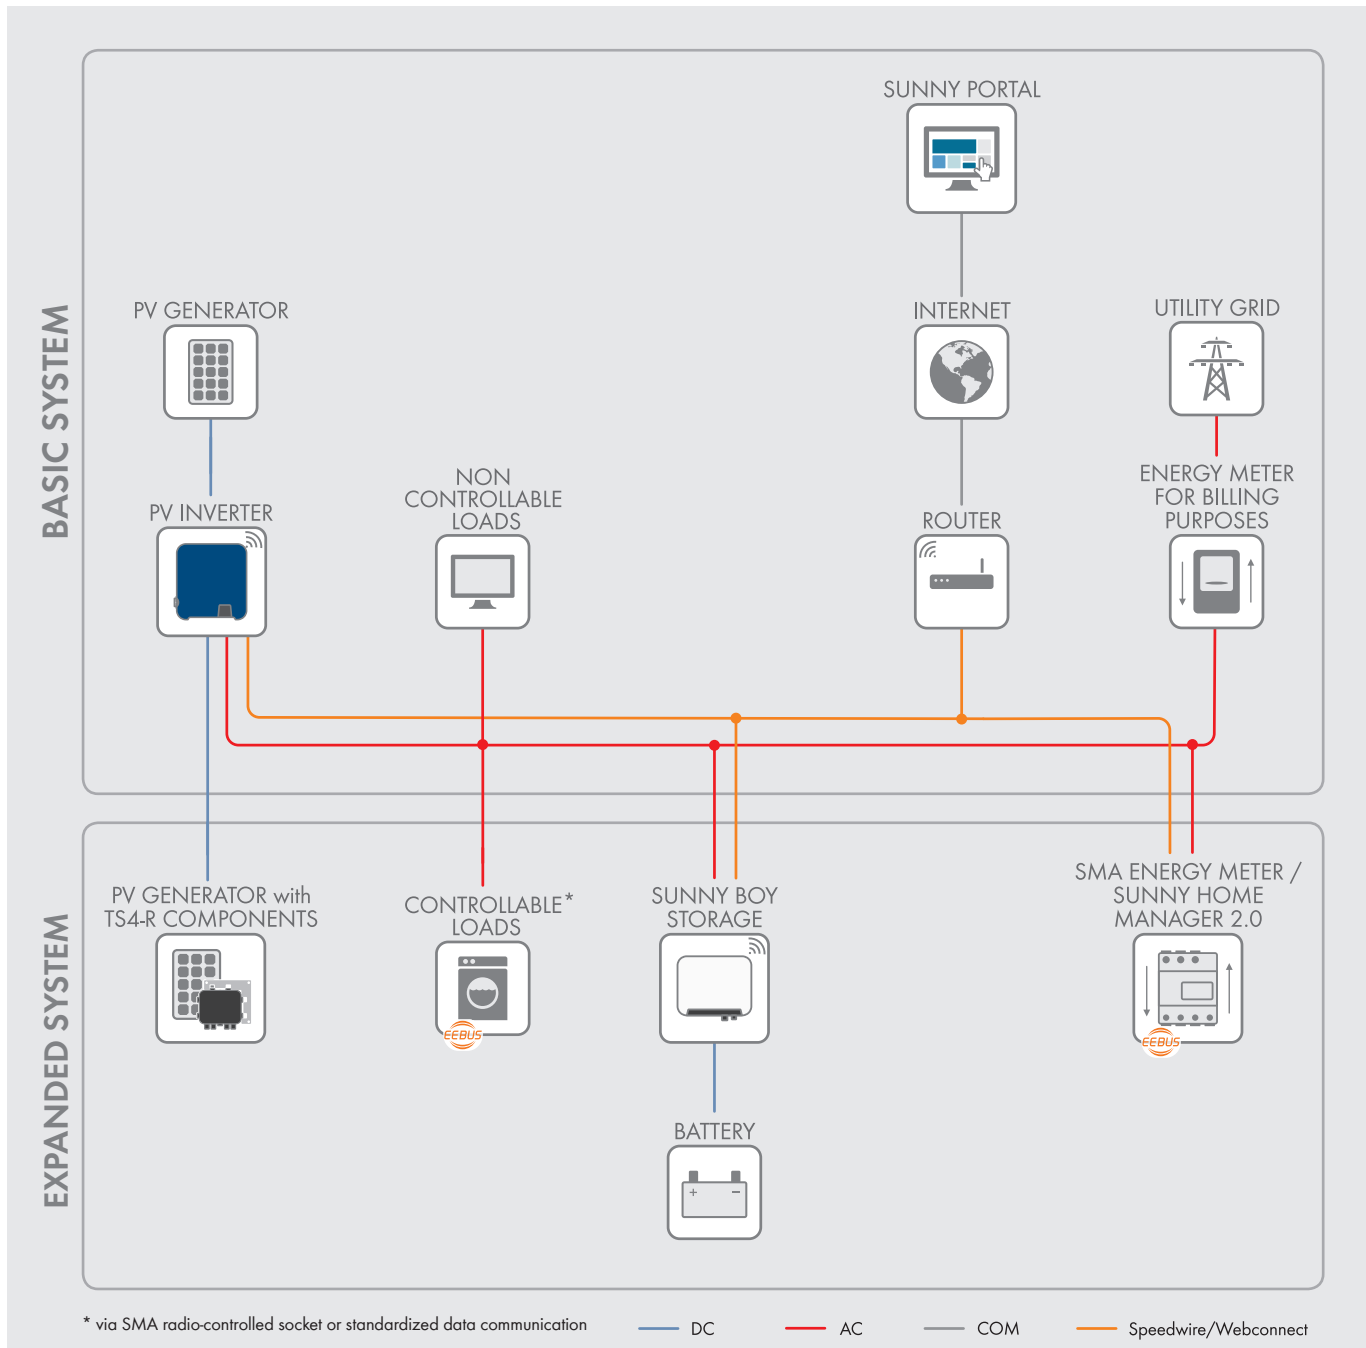 BASIC SYSTEM
SUNNY PORTAL
PV GENERATOR
INTERNET
UTILITY GRID
NON
CONTROLLABLE
LOADS
ENERGY METER
FOR BILLING
PURPOSES
PV INVERTER
ROUTER
EXPANDED SYSTEM
PV GENERATOR with
TS4-R COMPONENTS
CONTROLLABLE*
LOADS
EEBUS
SUNNY BOY
STORAGE
SMA ENERGY METER /
SUNNY HOME
MANAGER 2.0
EEBUS
BATTERY
+ −
* via SMA radio-controlled socket or standardized data communication
DC
AC
COM
Speedwire/Webconnect